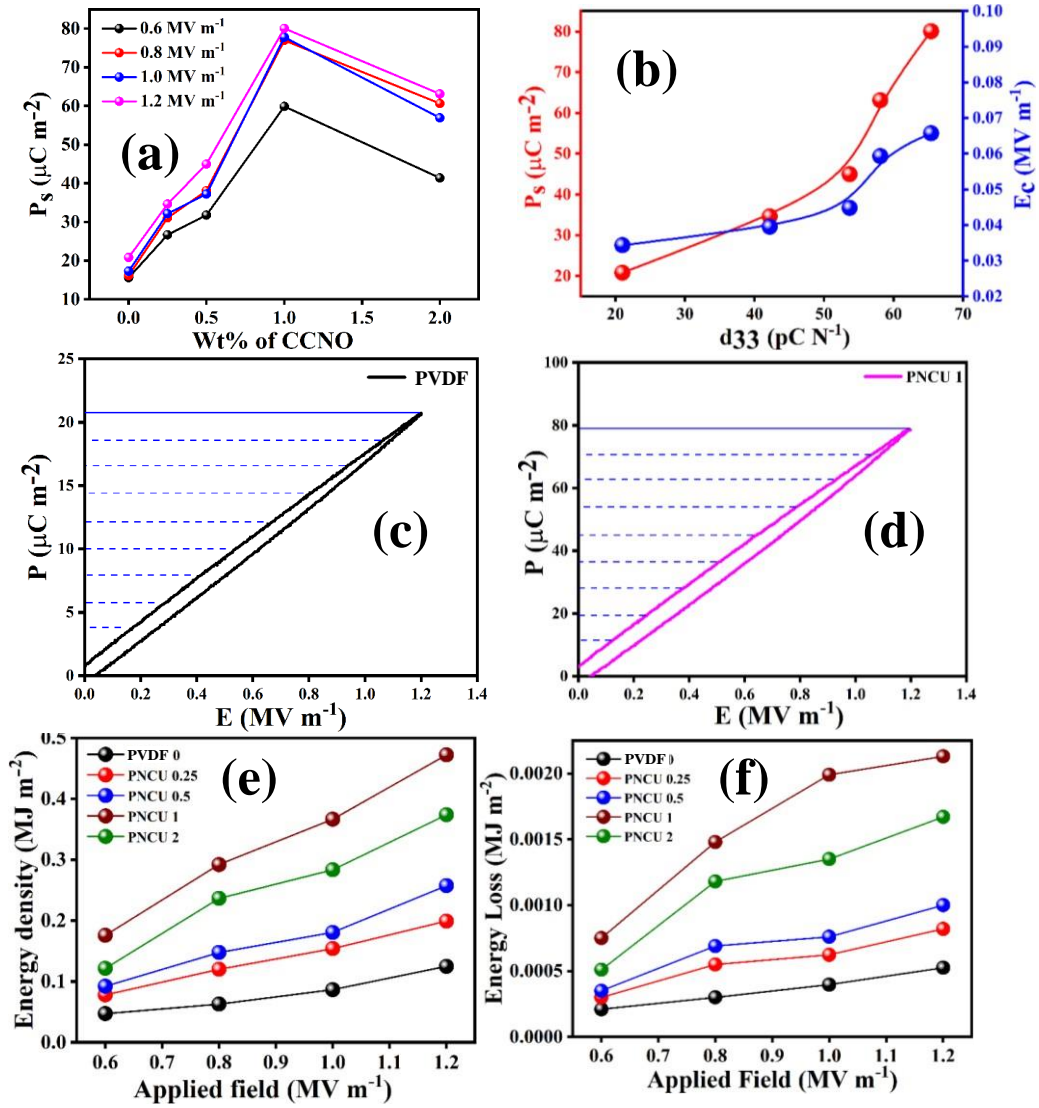 80
70
60
50
40
30
20
10
Pₛ (μC m⁻²)
0.6 MV m⁻¹
0.8 MV m⁻¹
1.0 MV m⁻¹
1.2 MV m⁻¹
(a)
0.0 0.5 1.0 1.5 2.0
Wt% of CCNO
80
70
60
50
40
30
20
Pₛ (μC m⁻²)
(b)
0.10
0.09
0.08
0.07
0.06
0.05
0.04
0.03
0.02
E_C (MV m⁻¹)
20 30 40 50 60 70
d33 (pC N⁻¹)
25
20
15
10
5
0
P (μC m⁻²)
PVDF
(c)
0.0 0.2 0.4 0.6 0.8 1.0 1.2 1.4
E (MV m⁻¹)
100
80
60
40
20
0
P (μC m⁻²)
PNCU 1
(d)
0.0 0.2 0.4 0.6 0.8 1.0 1.2 1.4
E (MV m⁻¹)
0.5
0.4
0.3
0.2
0.1
0.0
Energy density (MJ m⁻²)
PVDF 0
PNCU 0.25
PNCU 0.5
PNCU 1
PNCU 2
(e)
0.6 0.7 0.8 0.9 1.0 1.1 1.2
Applied field (MV m⁻¹)
0.0020
0.0015
0.0010
0.0005
0.0000
Energy Loss (MJ m⁻²)
PVDF 0
PNCU 0.25
PNCU 0.5
PNCU 1
PNCU 2
(f)
0.6 0.7 0.8 0.9 1.0 1.1 1.2
Applied Field (MV m⁻¹)